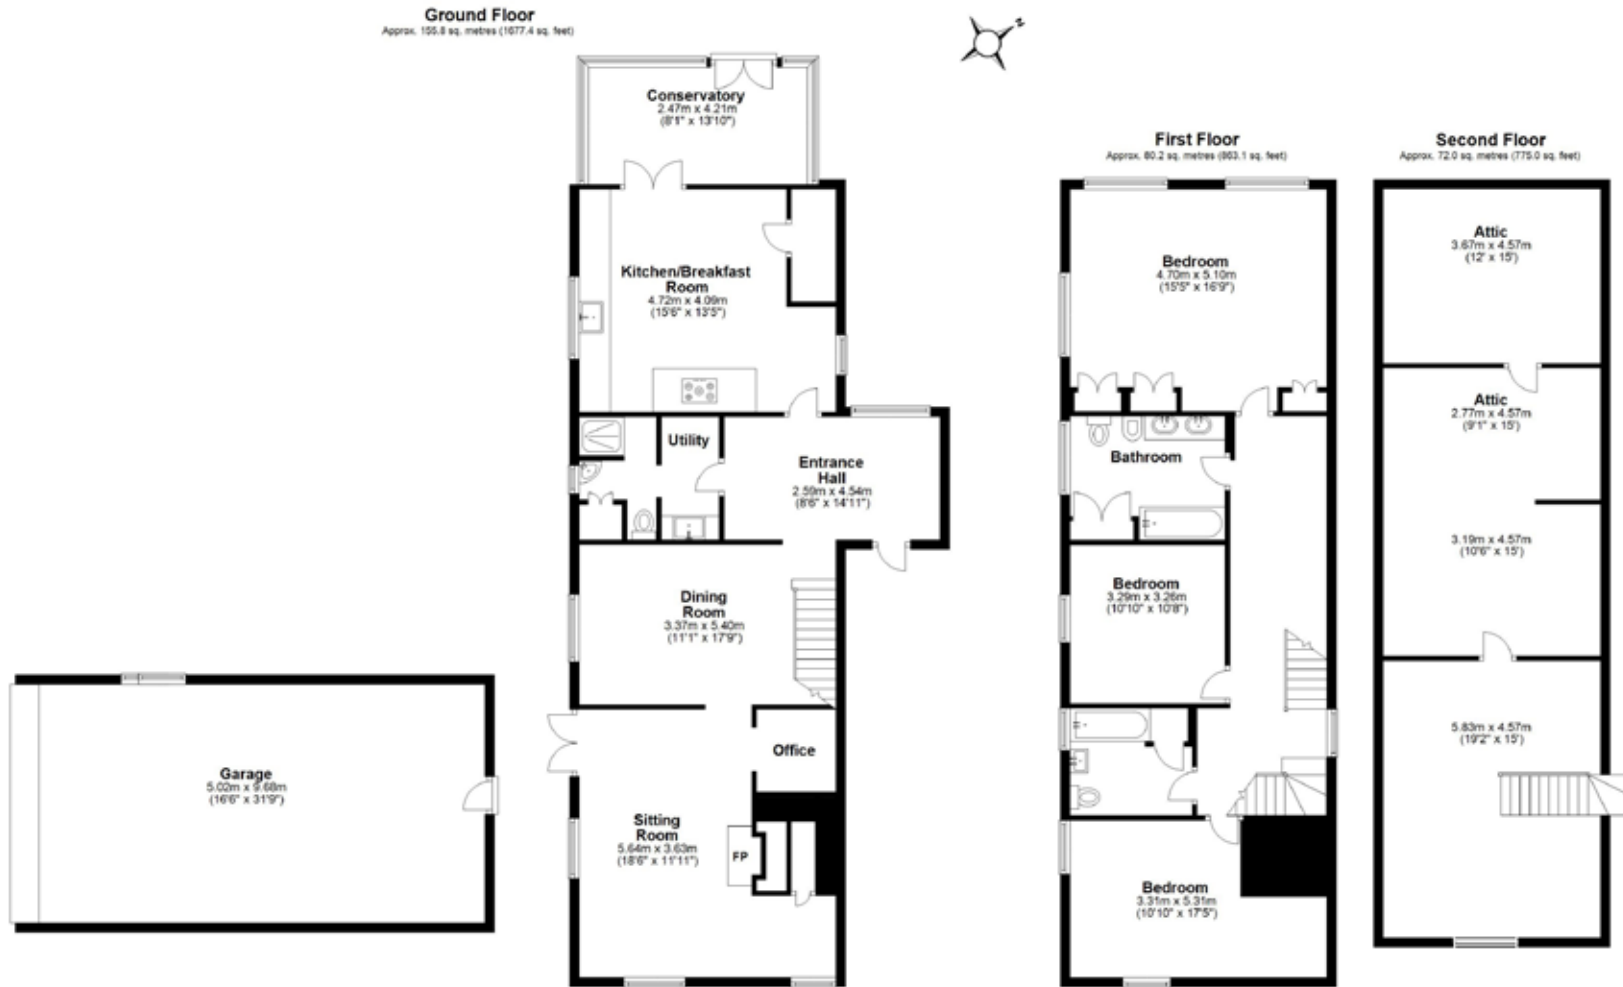 Ground Floor
Approx. 155.8 sq. metres (1677.4 sq. feet)
Conservatory
2.47m x 4.21m
(8'1" x 13'10")
Kitchen/Breakfast
Room
4.72m x 4.09m
(15'6" x 13'5")
Utility
Entrance
Hall
2.59m x 4.54m
(8'6" x 14'11")
Dining
Room
3.37m x 5.40m
(11'1" x 17'9")
Office
Sitting
Room
5.64m x 3.63m
(18'6" x 11'11")
FP
Garage
5.02m x 9.68m
(16'6" x 31'9")
N
First Floor
Approx. 80.2 sq. metres (863.1 sq. feet)
Bedroom
4.70m x 5.10m
(15'5" x 16'9")
Bathroom
Bedroom
3.29m x 3.26m
(10'10" x 10'8")
Bedroom
3.31m x 5.31m
(10'10" x 17'5")
Second Floor
Approx. 72.0 sq. metres (775.0 sq. feet)
Attic
3.67m x 4.57m
(12' x 15')
Attic
2.77m x 4.57m
(9'1" x 15')
3.19m x 4.57m
(10'6" x 15')
5.83m x 4.57m
(19'2" x 15')